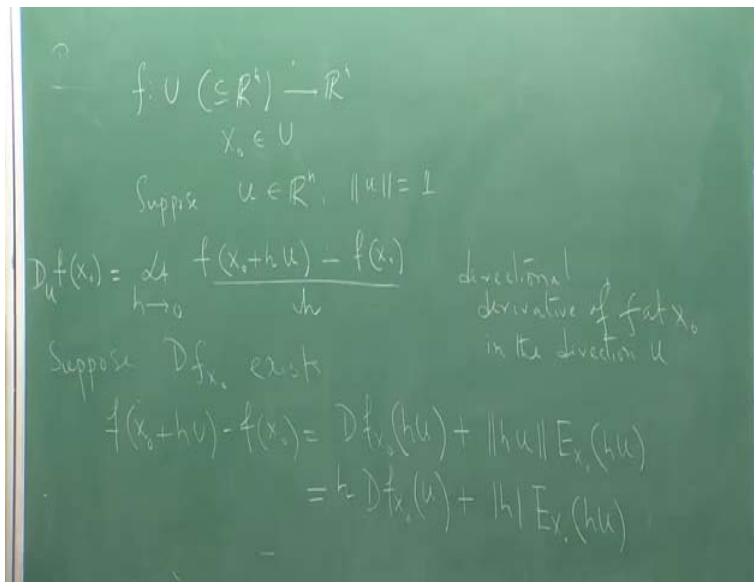 f: U (⊆ ℝⁿ) → ℝⁿ
x₀ ∈ U
Suppose u ∈ ℝⁿ, ‖u‖ = 1
D_u f(x₀) = Lt_{h→0} (f(x₀+hu) − f(x₀))/h
directional
derivative of f at x₀
in the direction u
Suppose Df_{x₀} exists
f(x₀+hu) − f(x₀) = Df_{x₀}(hu) + ‖hu‖ E_{x₀}(hu)
= h Df_{x₀}(u) + |h| E_{x₀}(hu)